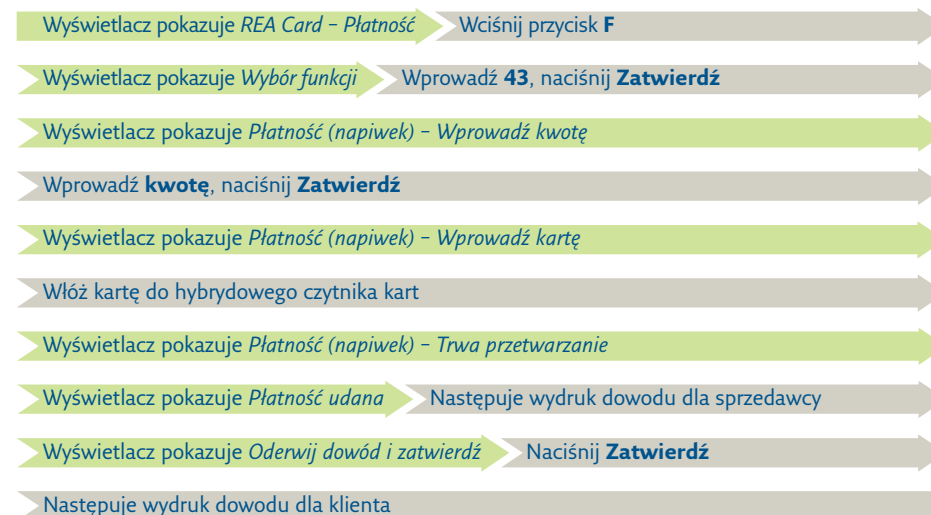 Wyświetlacz pokazuje REA Card – Płatność Wciśnij przycisk F
Wyświetlacz pokazuje Wybór funkcji Wprowadź 43, naciśnij Zatwierdź
Wyświetlacz pokazuje Płatność (napiwek) – Wprowadź kwotę
Wprowadź kwotę, naciśnij Zatwierdź
Wyświetlacz pokazuje Płatność (napiwek) – Wprowadź kartę
Włóż kartę do hybrydowego czytnika kart
Wyświetlacz pokazuje Płatność (napiwek) – Trwa przetwarzanie
Wyświetlacz pokazuje Płatność udana Następuje wydruk dowodu dla sprzedawcy
Wyświetlacz pokazuje Oderwij dowód i zatwierdź Naciśnij Zatwierdź
Następuje wydruk dowodu dla klienta